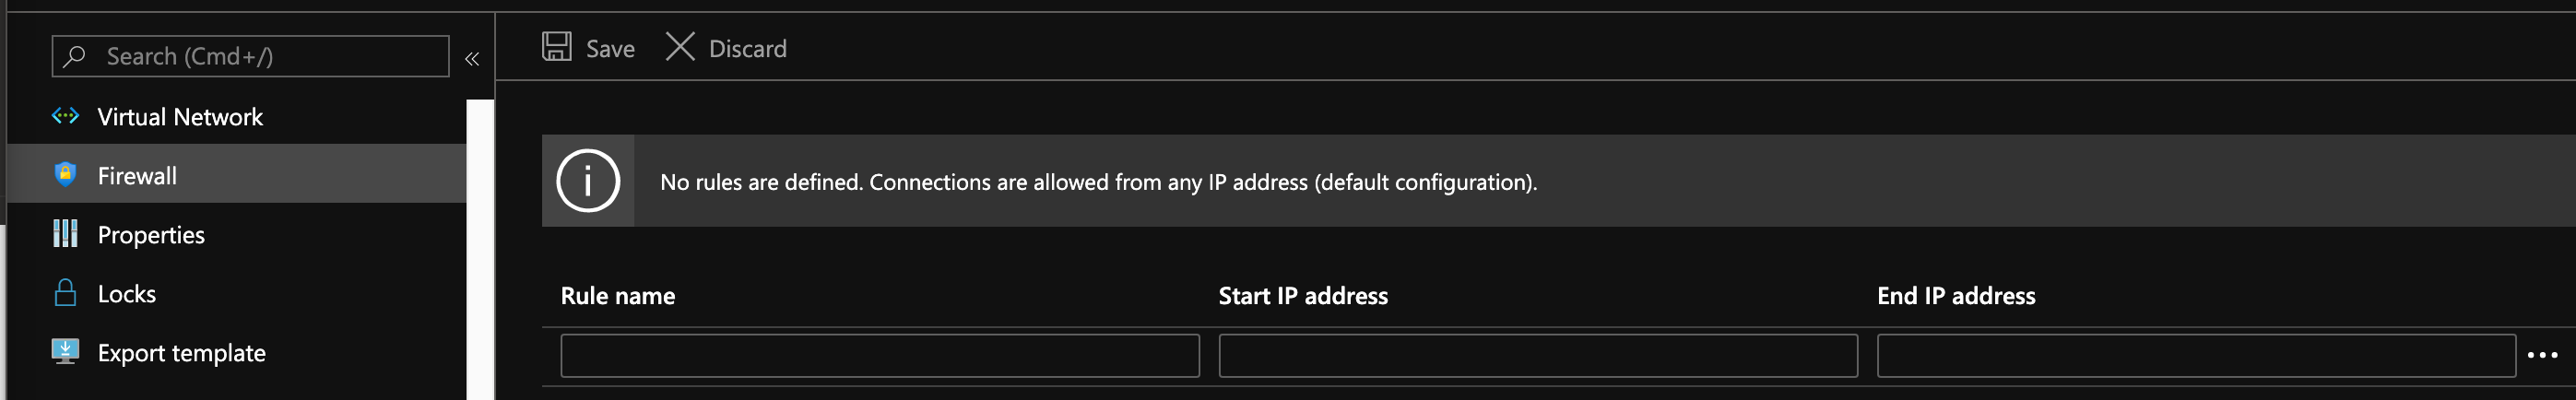 Search (Cmd+/)
«
Virtual Network
Firewall
Properties
Locks
Export template
Save
Discard
No rules are defined. Connections are allowed from any IP address (default configuration).
Rule name
Start IP address
End IP address